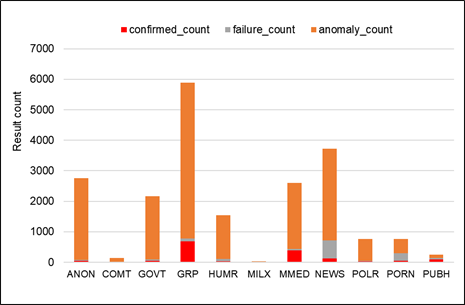 confirmed_count failure_count anomaly_count
7000
6000
5000
4000
3000
2000
1000
0
Result count
ANON COMT GOVT GRP HUMR MILX MMED NEWS POLR PORN PUBH